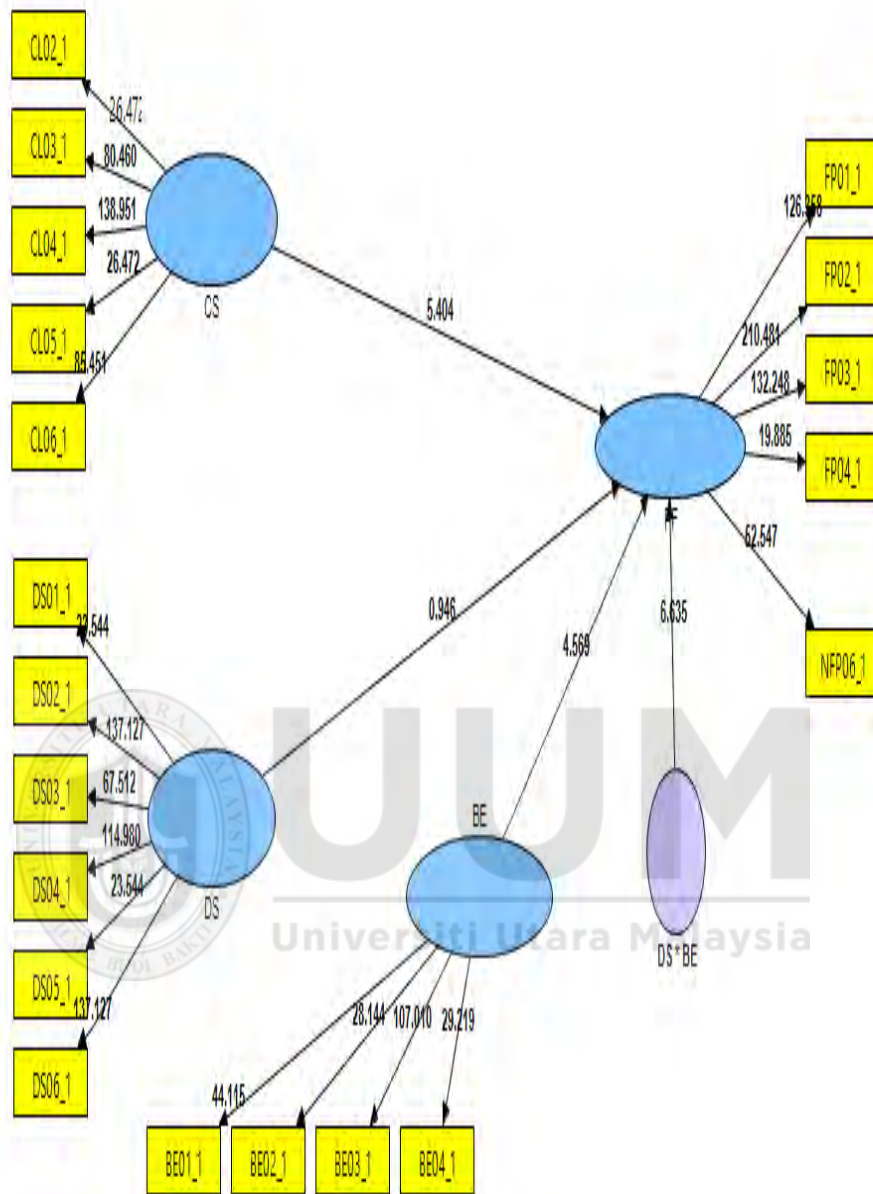 CL02_1
CL03_1
CL04_1
CL05_1
CL06_1
26.472
80.460
138.951
26.472
85.451
CS
5.404
FP01_1
FP02_1
FP03_1
FP04_1
NFP06_1
210.481
132.248
19.885
62.547
DS01_1
DS02_1
DS03_1
DS04_1
DS05_1
DS06_1
23.544
137.127
67.512
114.980
23.544
137.127
DS
0.946
4.569
6.635
BE
DS * BE
44.115
28.144
107.010
29.219
BE01_1
BE02_1
BE03_1
BE04_1
UUM
Universiti Utara Malaysia